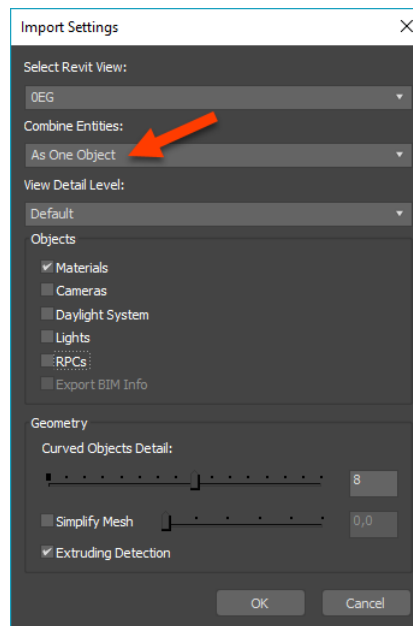 Import Settings
Select Revit View:
0EG
Combine Entities:
As One Object
View Detail Level:
Default
Objects
Materials
Cameras
Daylight System
Lights
RPCs
Export BIM Info
Geometry
Curved Objects Detail:
8
Simplify Mesh 0,0
Extruding Detection
OK Cancel